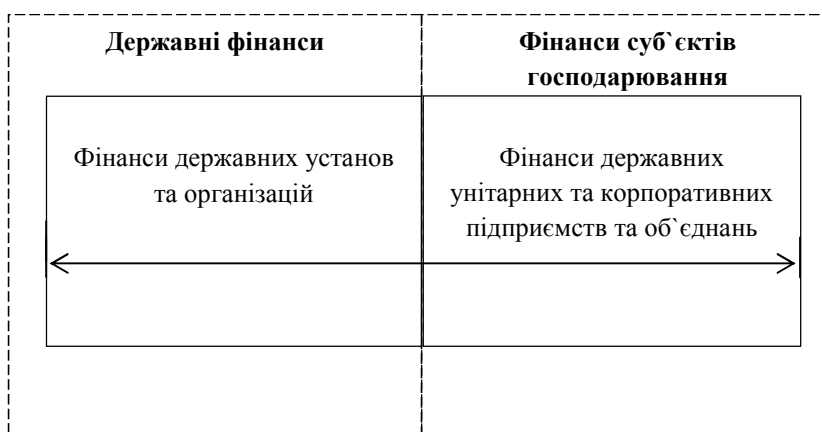 Державні фінанси
Фінанси суб`єктів
господарювання
Фінанси державних установ
та організацій
Фінанси державних
унітарних та корпоративних
підприємств та об`єднань